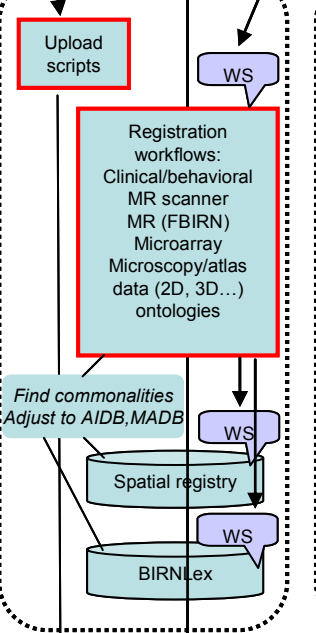 Upload
scripts
WS
Registration
workflows:
Clinical/behavioral
MR scanner
MR (FBIRN)
Microarray
Microscopy/atlas
data (2D, 3D…)
ontologies
Find commonalities
Adjust to AIDB,MADB
WS
Spatial registry
WS
BIRNLex